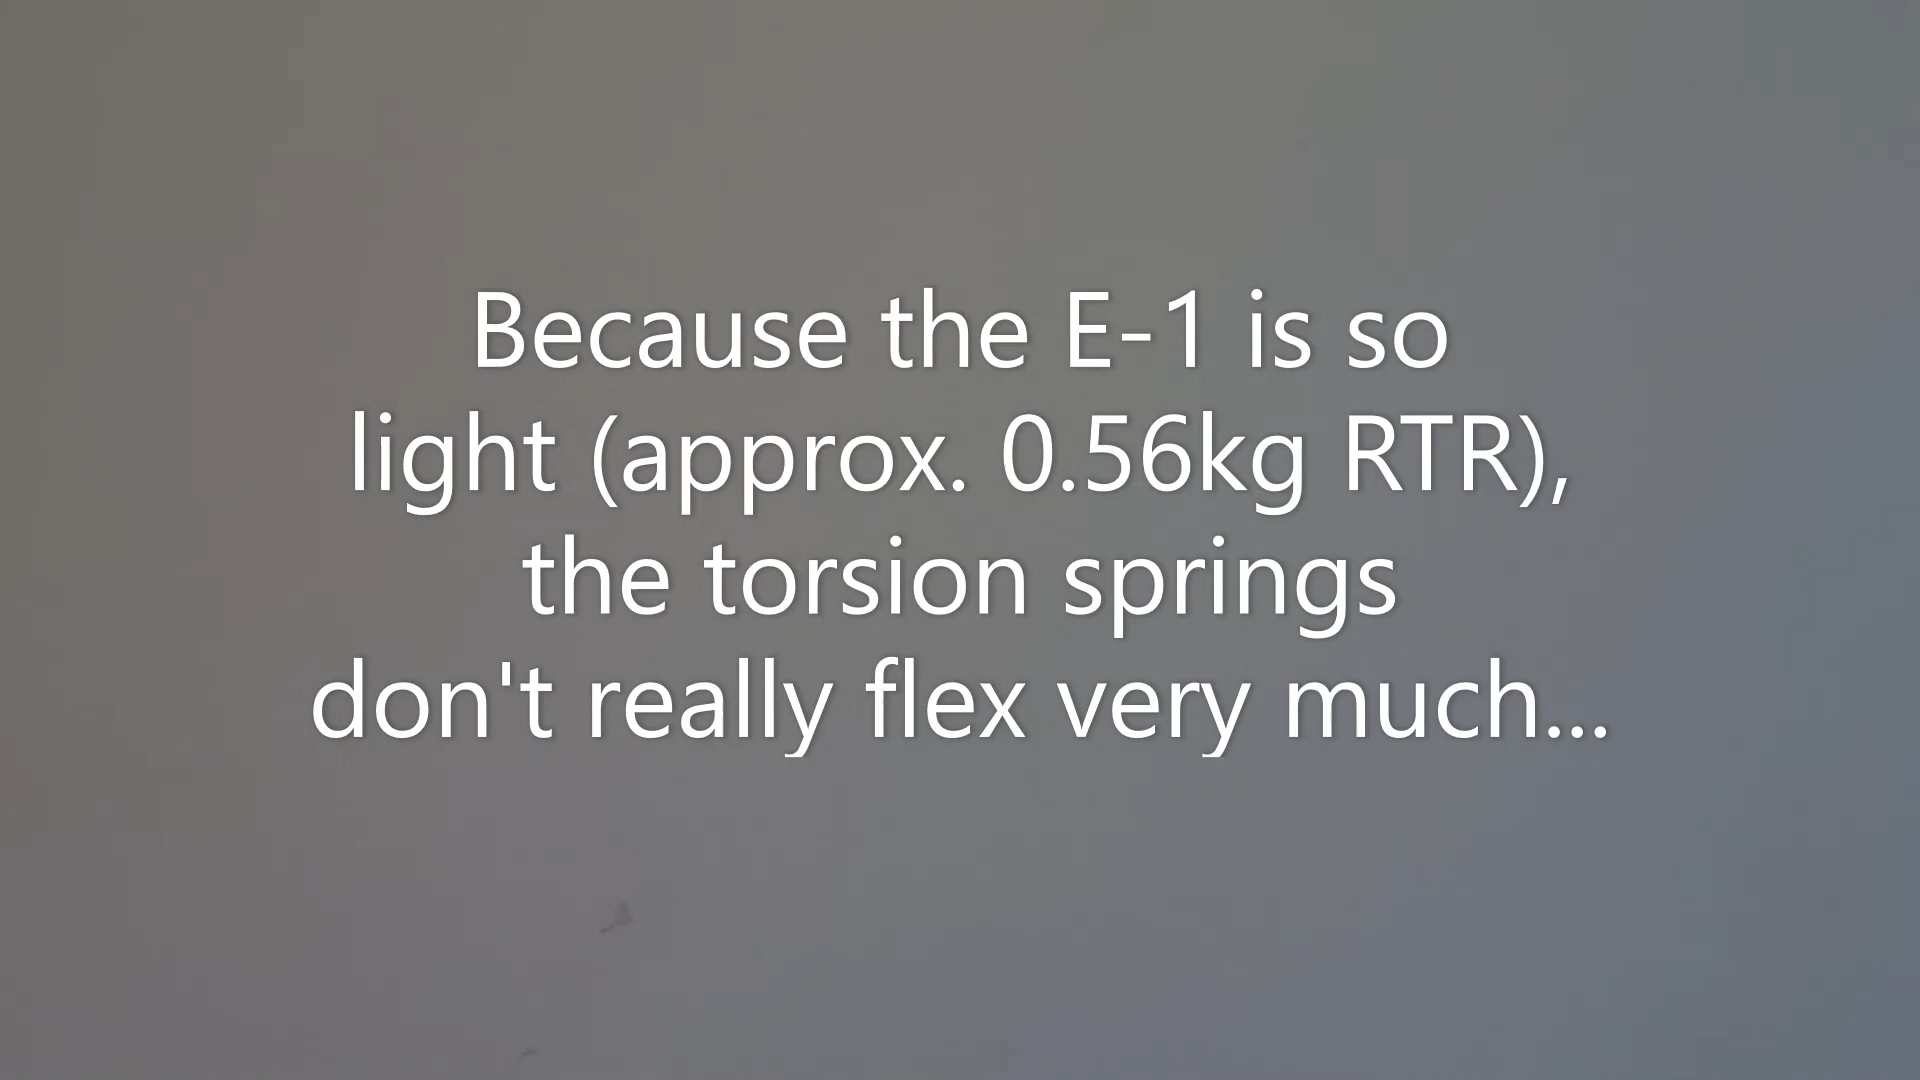 Because the E-1 is so
light (approx. 0.56kg RTR),
the torsion springs
don't really flex very much...